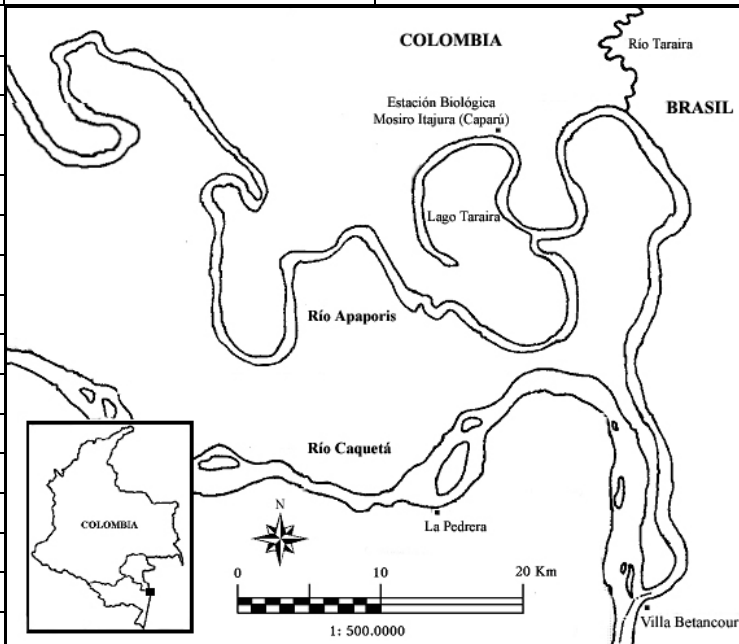 COLOMBIA
Río Taraira
Estación Biológica
Mosiro Itajura (Caparú)
BRASIL
Lago Taraira
Río Apaporis
Río Caquetá
La Pedrera
COLOMBIA
N
0 10 20 Km
1: 500.0000
Villa Betancour